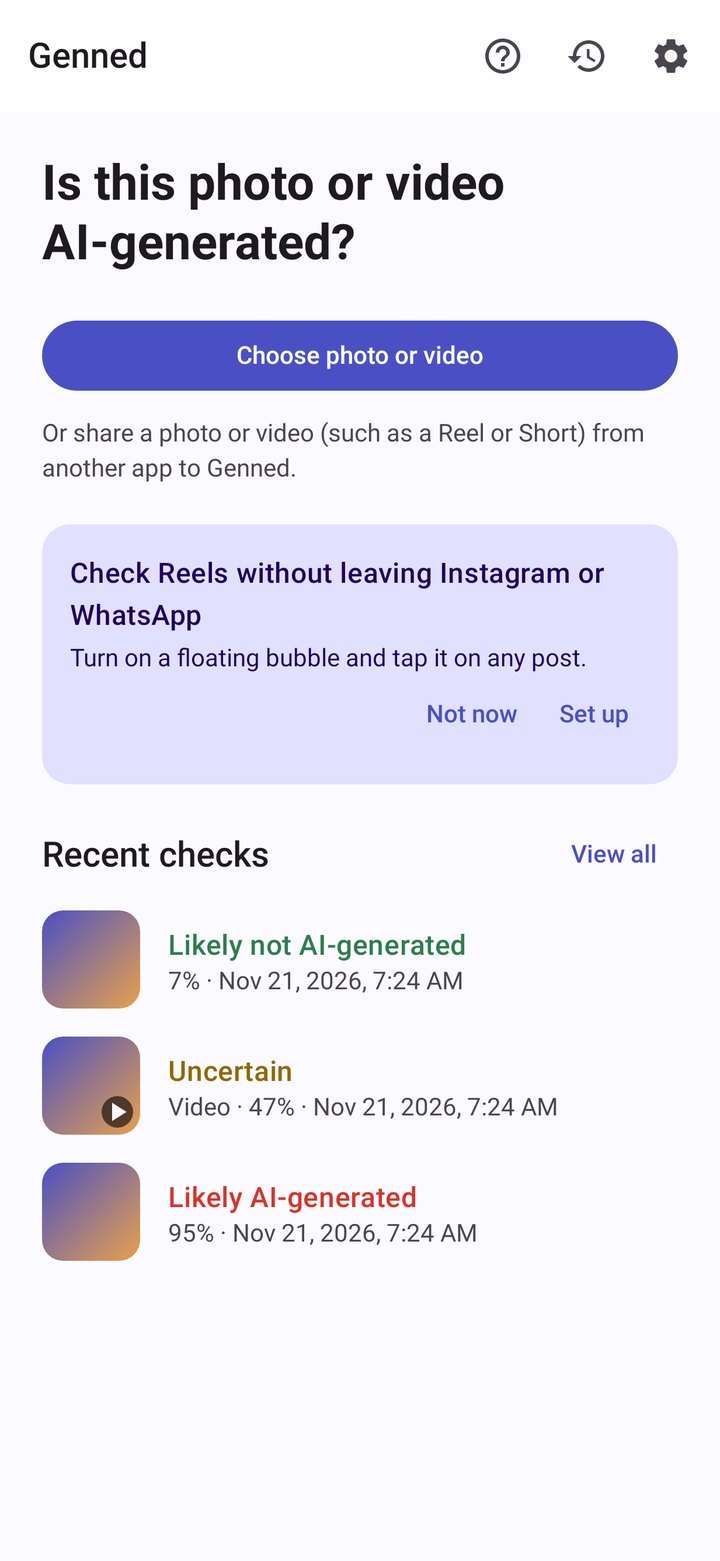 Genned
Is this photo or video
AI-generated?
Choose photo or video
Or share a photo or video (such as a Reel or Short) from
another app to Genned.
Check Reels without leaving Instagram or
WhatsApp
Turn on a floating bubble and tap it on any post.
Not now
Set up
Recent checks
View all
Likely not AI-generated
7% · Nov 21, 2026, 7:24 AM
Uncertain
Video · 47% · Nov 21, 2026, 7:24 AM
Likely AI-generated
95% · Nov 21, 2026, 7:24 AM